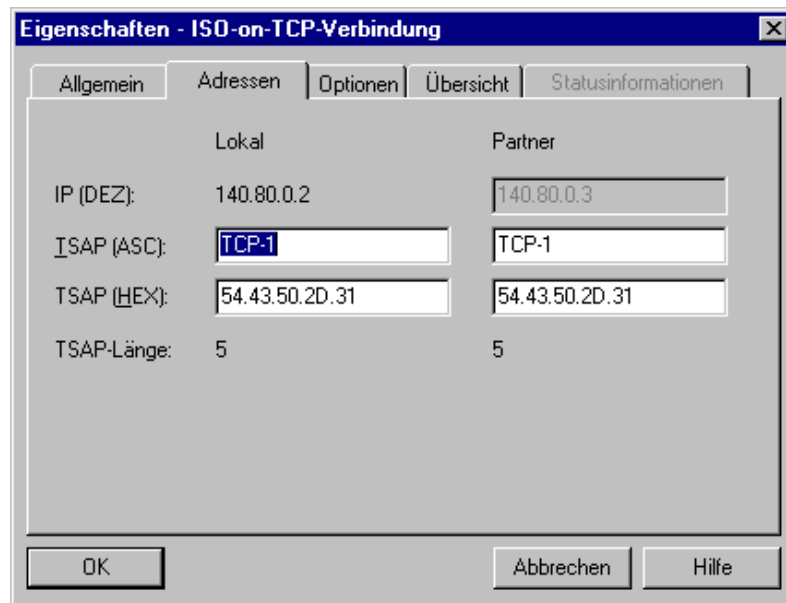 Eigenschaften - ISO-on-TCP-Verbindung
Allgemein Adressen Optionen Übersicht Statusinformationen
Lokal Partner
IP (DEZ): 140.80.0.2 140.80.0.3
TSAP (ASC): TCP-1 TCP-1
TSAP (HEX): 54.43.50.2D.31 54.43.50.2D.31
TSAP-Länge: 5 5
OK Abbrechen Hilfe